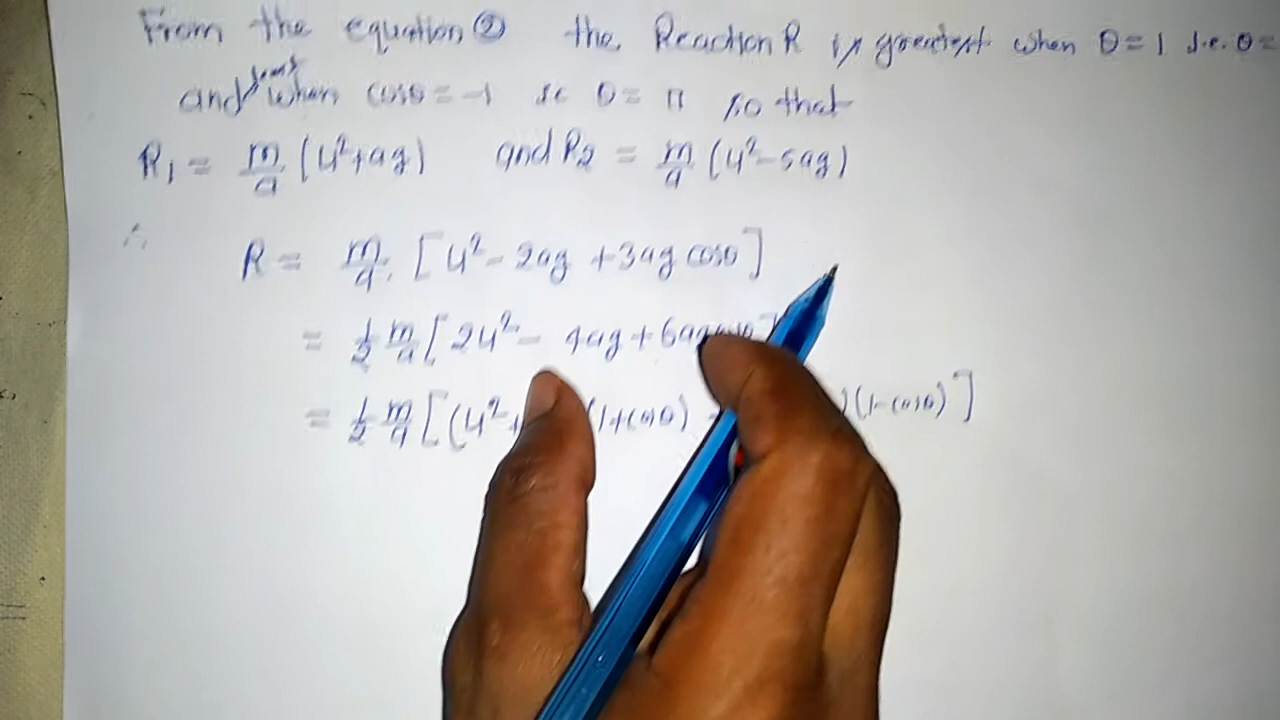 From the equation ② the Reaction R is greatest when θ = 1 i.e. θ =
and least when cosθ = -1 ie θ = π so that
R₁ = m/a (u²+ag) and R₂ = m/a (u²-5ag)
∴ R = m/a [u² - 2ag + 3ag cosθ]
= 1/2 m/a [2u² - 4ag + 6ag
= 1/2 m/a [(u²+ (1+cosθ) )(1-cosθ)]